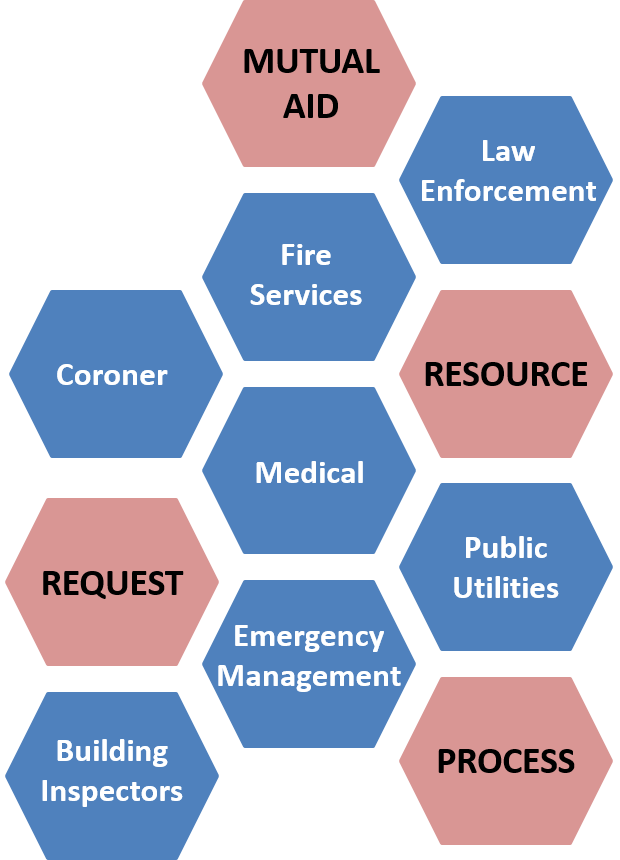 MUTUAL
AID
Law
Enforcement
Fire
Services
Coroner
RESOURCE
Medical
REQUEST
Public
Utilities
Emergency
Management
Building
Inspectors
PROCESS